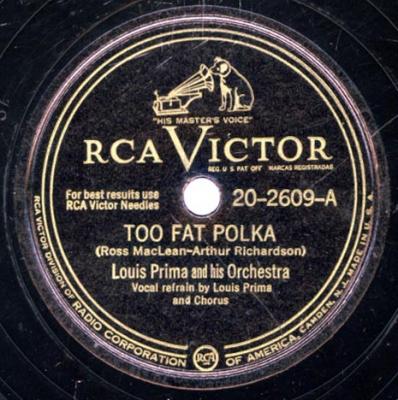 "HIS MASTER'S VOICE"
RCA VICTOR
REG. U.S. PAT. OFF. MARCAS REGISTRADAS
For best results use
RCA Victor Needles
20-2609-A
TOO FAT POLKA
(Ross MacLean-Arthur Richardson)
Louis Prima and his Orchestra
Vocal refrain by Louis Prima
and Chorus
RCA VICTOR DIVISION OF RADIO CORPORATION OF AMERICA, CAMDEN, N.J. MADE IN U.S.A.
RCA